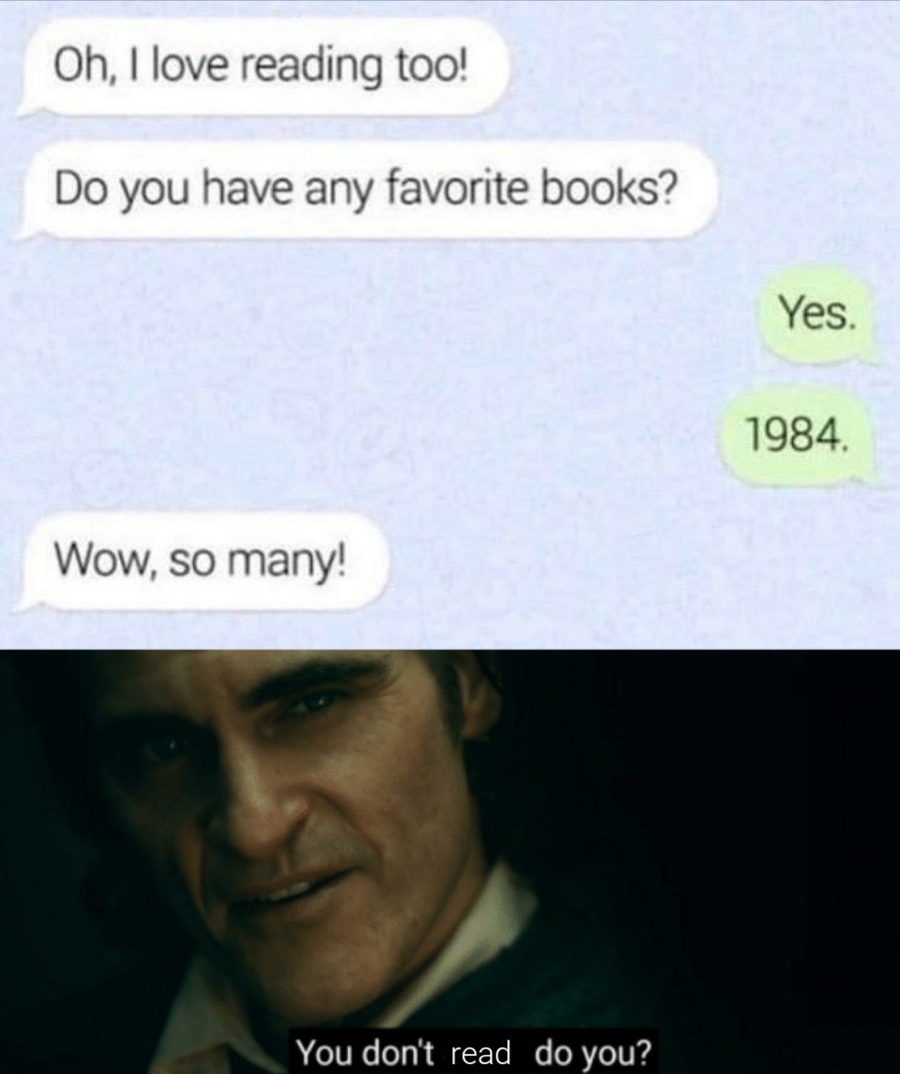 Oh, I love reading too!
Do you have any favorite books?
Yes.
1984.
Wow, so many!
You don't read do you?